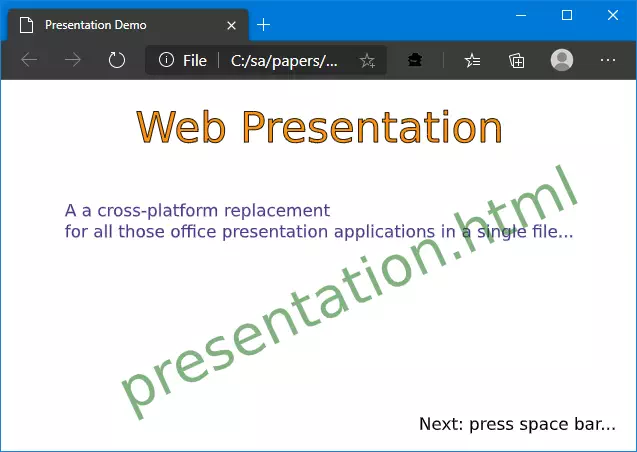 Presentation Demo
File
C:/sa/papers/...
Web Presentation
A a cross-platform replacement
for all those office presentation applications in a single file...
presentation.html
Next: press space bar...